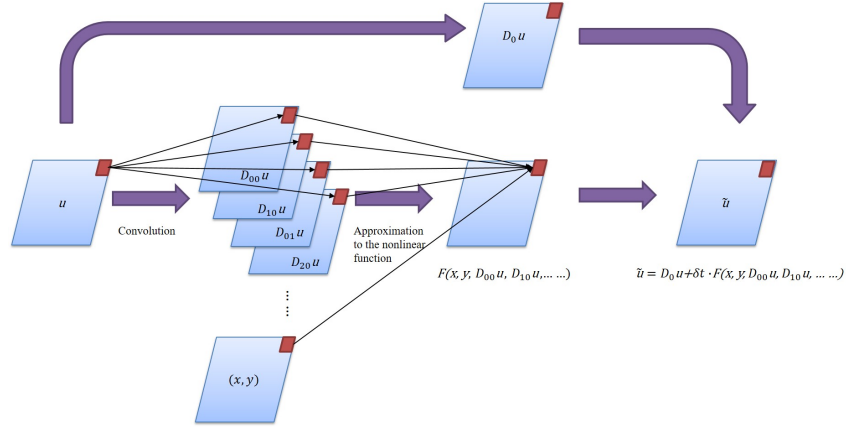 D₀u
u
D₀₀u
D₁₀u
D₀₁u
D₂₀u
Convolution
Approximation
to the nonlinear
function
F(x, y, D₀₀u, D₁₀u,… …)
ũ
ũ = D₀u+δt · F(x, y, D₀₀u, D₁₀u, … …)
⋮
⋮
(x, y)